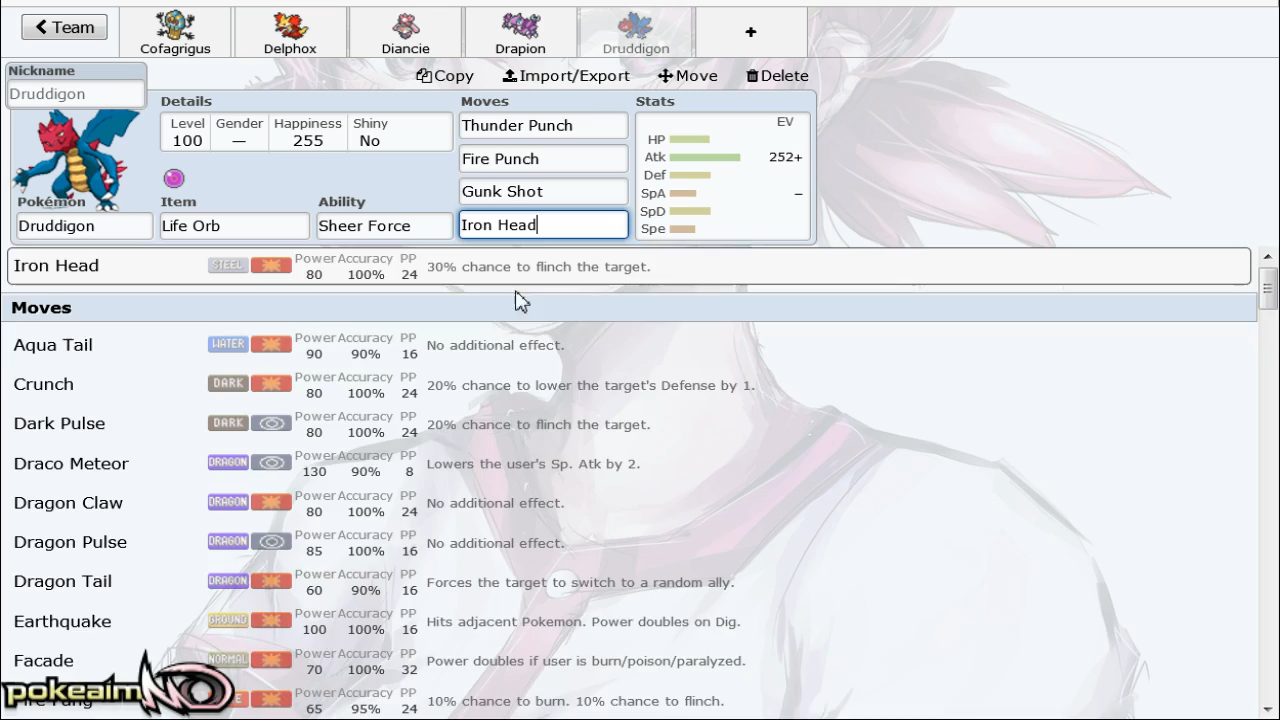 Team
Cofagrigus
Delphox
Diancie
Drapion
Druddigon
+
Copy
Import/Export
Move
Delete
Nickname
Druddigon
Details
Level
100
Gender
—
Happiness
255
Shiny
No
Pokémon
Druddigon
Item
Life Orb
Ability
Sheer Force
Moves
Thunder Punch
Fire Punch
Gunk Shot
Iron Head
Stats
EV
HP
Atk 252+
Def
SpA –
SpD
Spe
Iron Head STEEL Power 80 Accuracy 100% PP 24 30% chance to flinch the target.
Moves
Aqua Tail WATER Power 90 Accuracy 90% PP 16 No additional effect.
Crunch DARK Power 80 Accuracy 100% PP 24 20% chance to lower the target's Defense by 1.
Dark Pulse DARK Power 80 Accuracy 100% PP 24 20% chance to flinch the target.
Draco Meteor DRAGON Power 130 Accuracy 90% PP 8 Lowers the user's Sp. Atk by 2.
Dragon Claw DRAGON Power 80 Accuracy 100% PP 24 No additional effect.
Dragon Pulse DRAGON Power 85 Accuracy 100% PP 16 No additional effect.
Dragon Tail DRAGON Power 60 Accuracy 90% PP 16 Forces the target to switch to a random ally.
Earthquake GROUND Power 100 Accuracy 100% PP 16 Hits adjacent Pokemon. Power doubles on Dig.
Facade NORMAL Power 70 Accuracy 100% PP 32 Power doubles if user is burn/poison/paralyzed.
Power 65 Accuracy 95% PP 24 10% chance to burn. 10% chance to flinch.
pokeaimMD